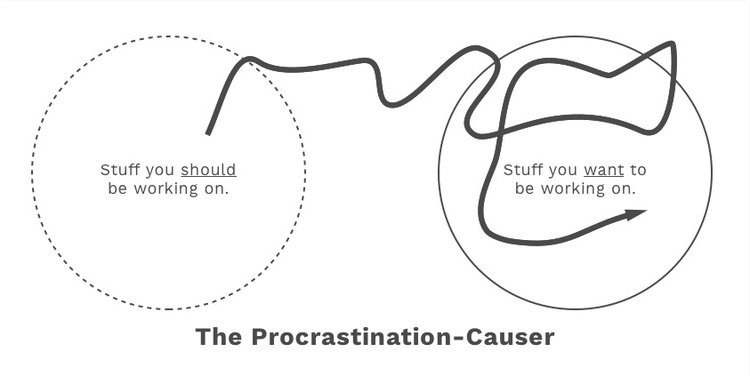 Stuff you should
be working on.
Stuff you want to
be working on.
The Procrastination-Causer